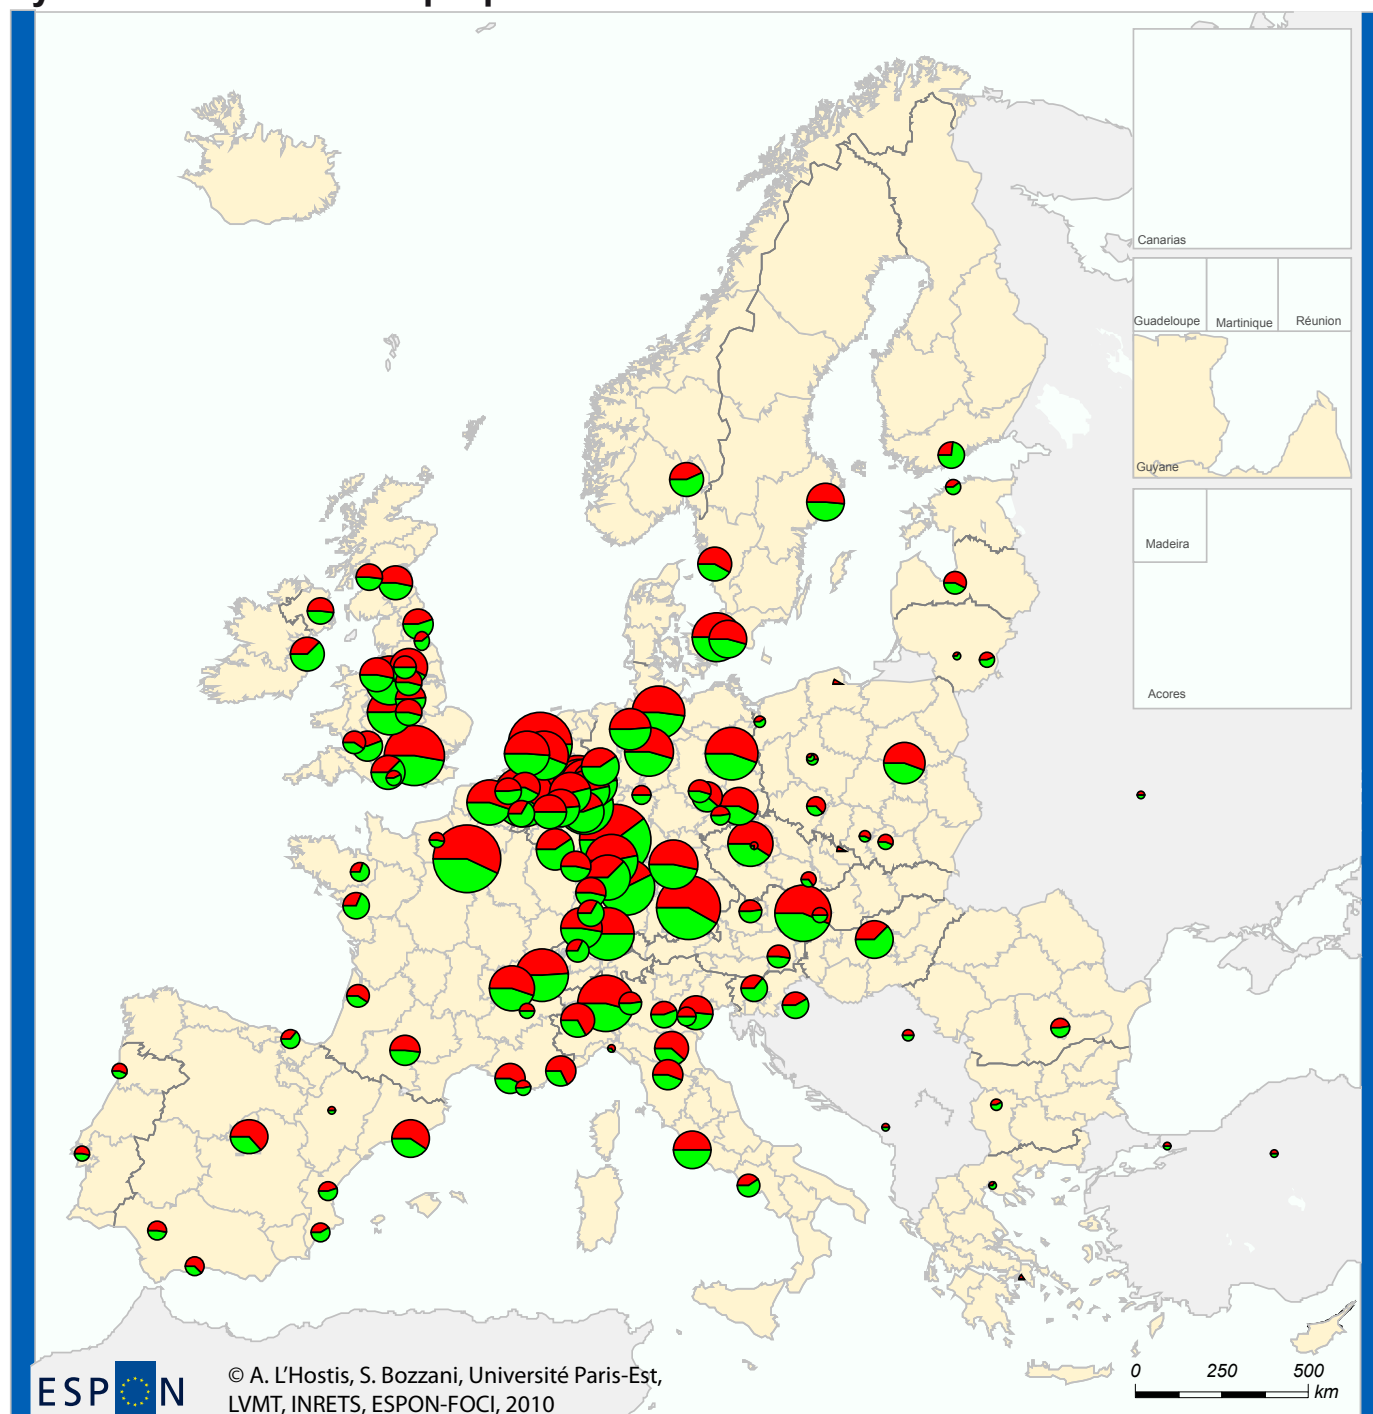 Canarias
Guadeloupe
Martinique
Réunion
Guyane
Madeira
Acores
ESPON
© A. L'Hostis, S. Bozzani, Université Paris-Est,
LVMT, INRETS, ESPON-FOCI, 2010
0 250 500
km